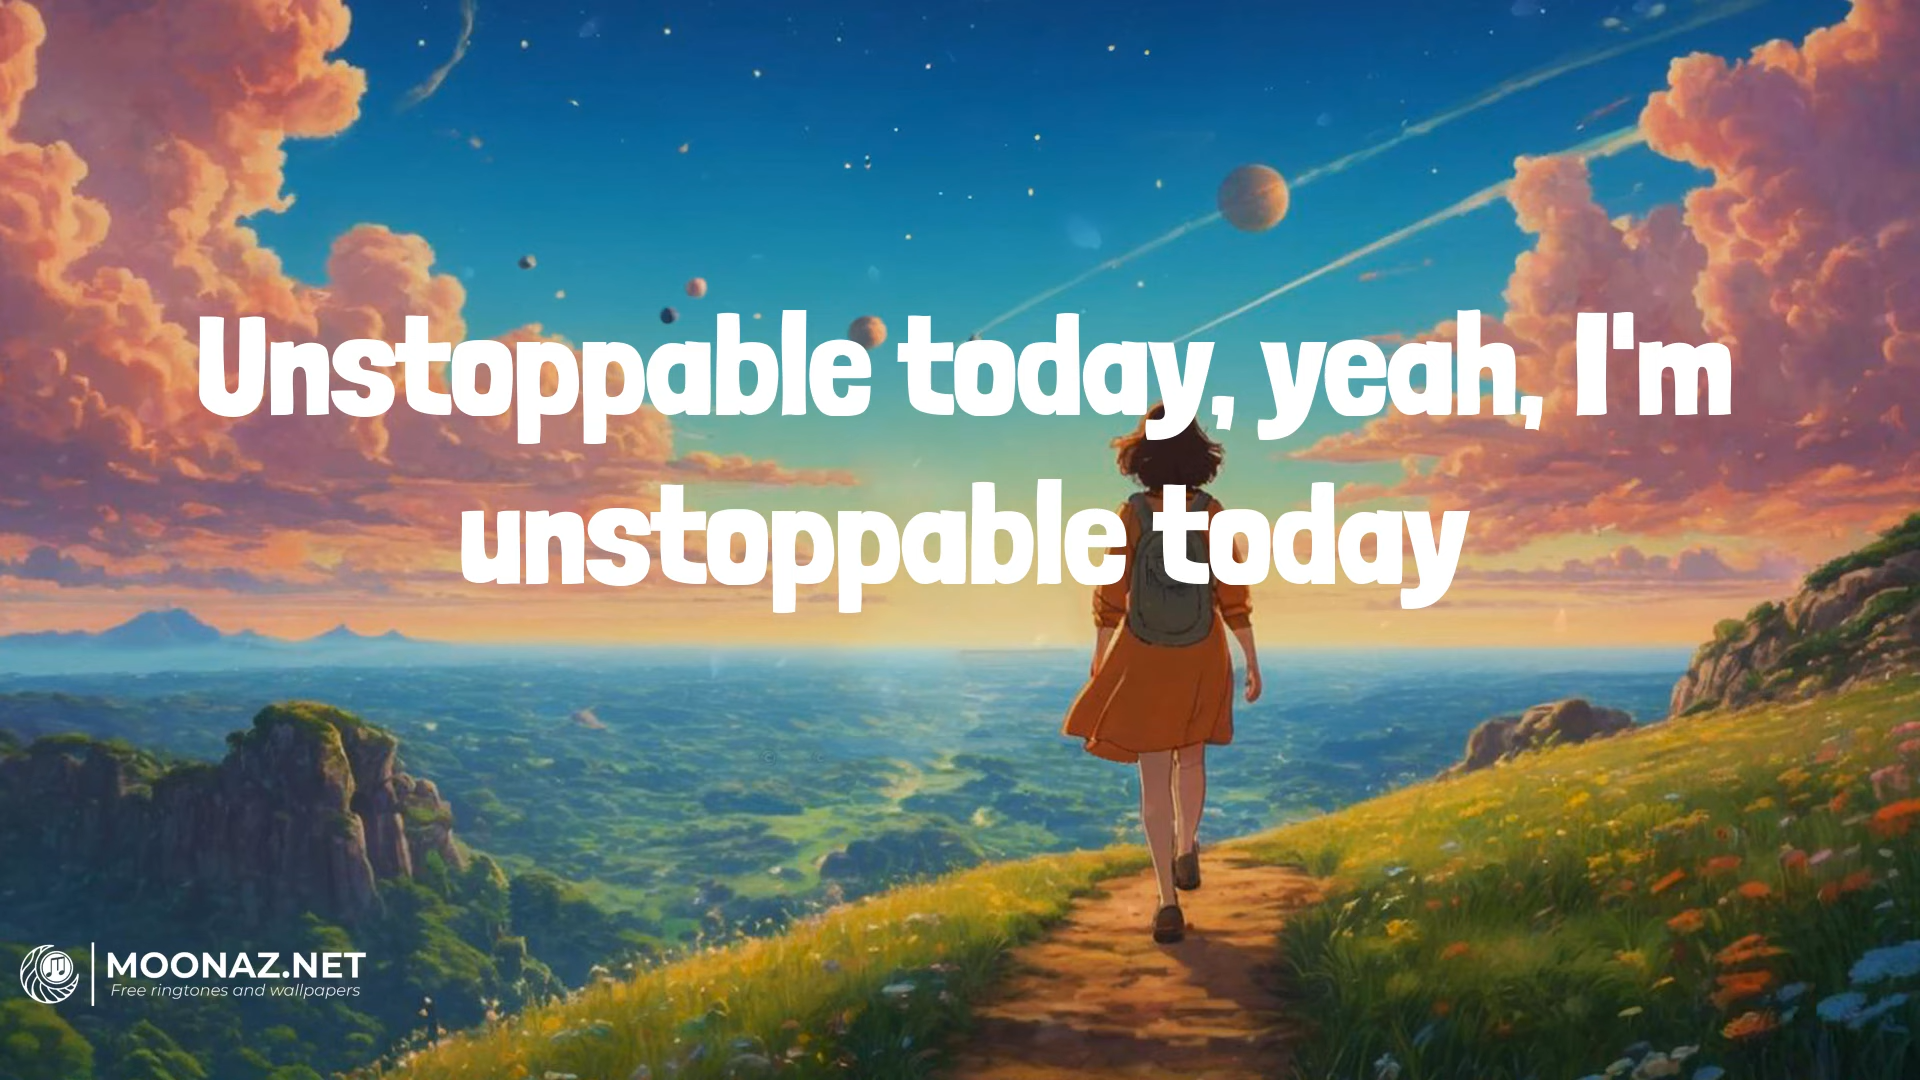 Unstoppable today, yeah, I'm
unstoppable today
MOONAZ.NET
Free ringtones and wallpapers